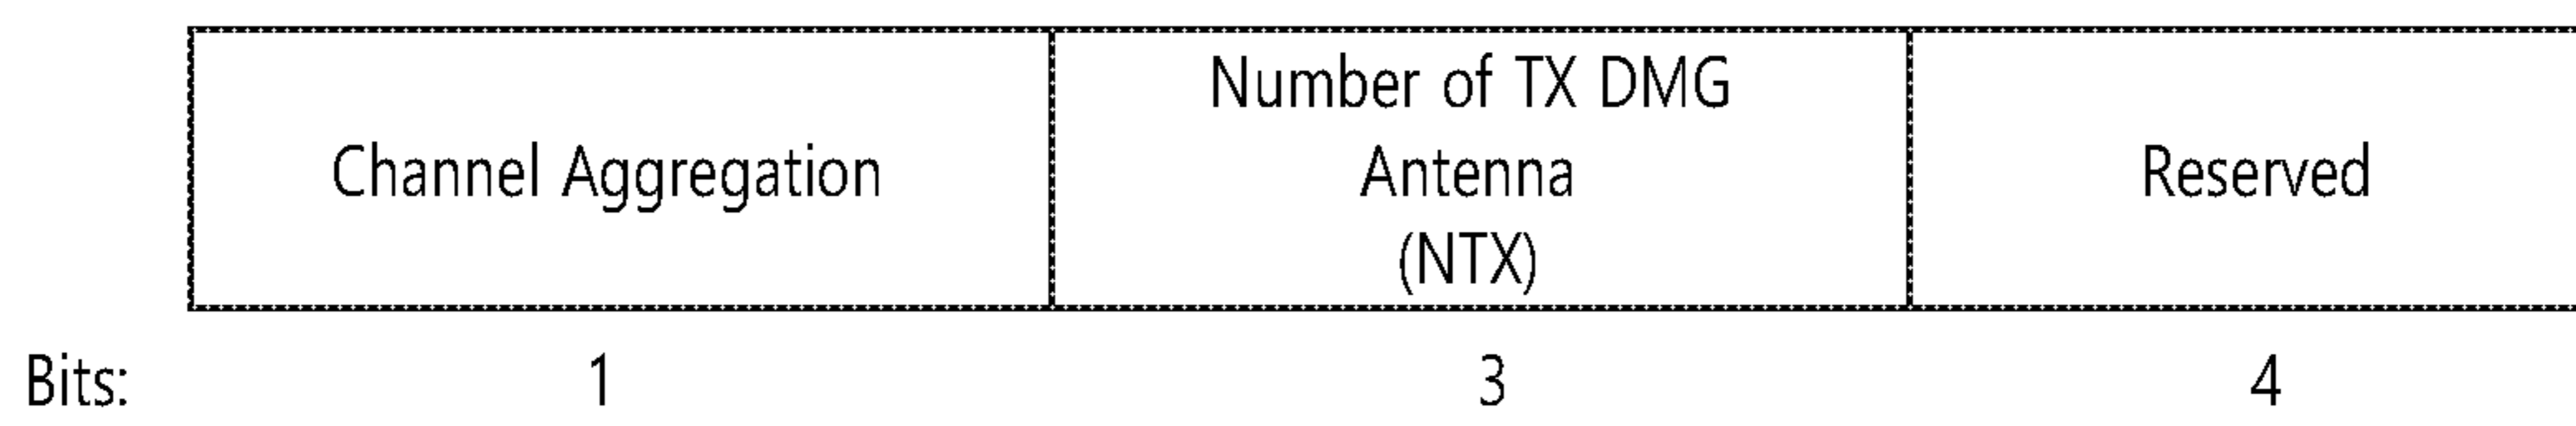 Channel Aggregation
Number of TX DMG
Antenna
(NTX)
Reserved
Bits: 1 3 4